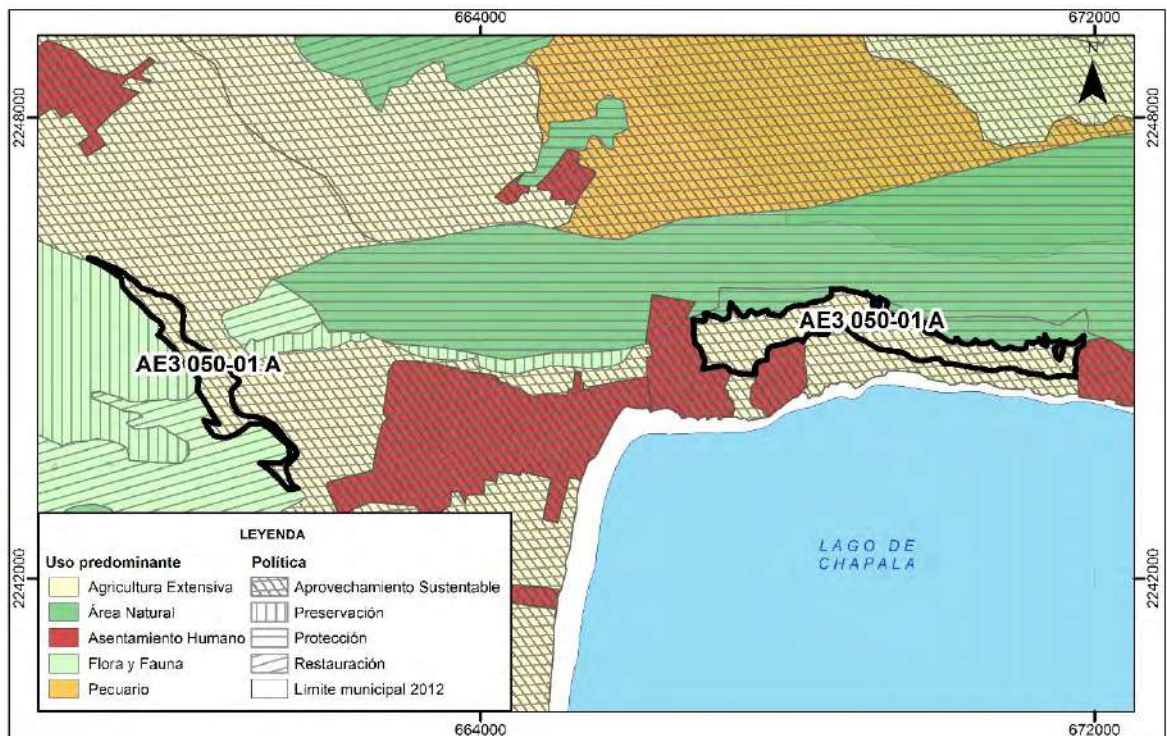 664000
672000
N
2248000
2248000
AE3 050-01 A
AE3 050-01 A
LEYENDA
Uso predominante
Política
Agricultura Extensiva
Aprovechamiento Sustentable
Área Natural
Preservación
Asentamiento Humano
Protección
Flora y Fauna
Restauración
Pecuario
Limite municipal 2012
LAGO DE
CHAPALA
2242000
2242000
664000
672000